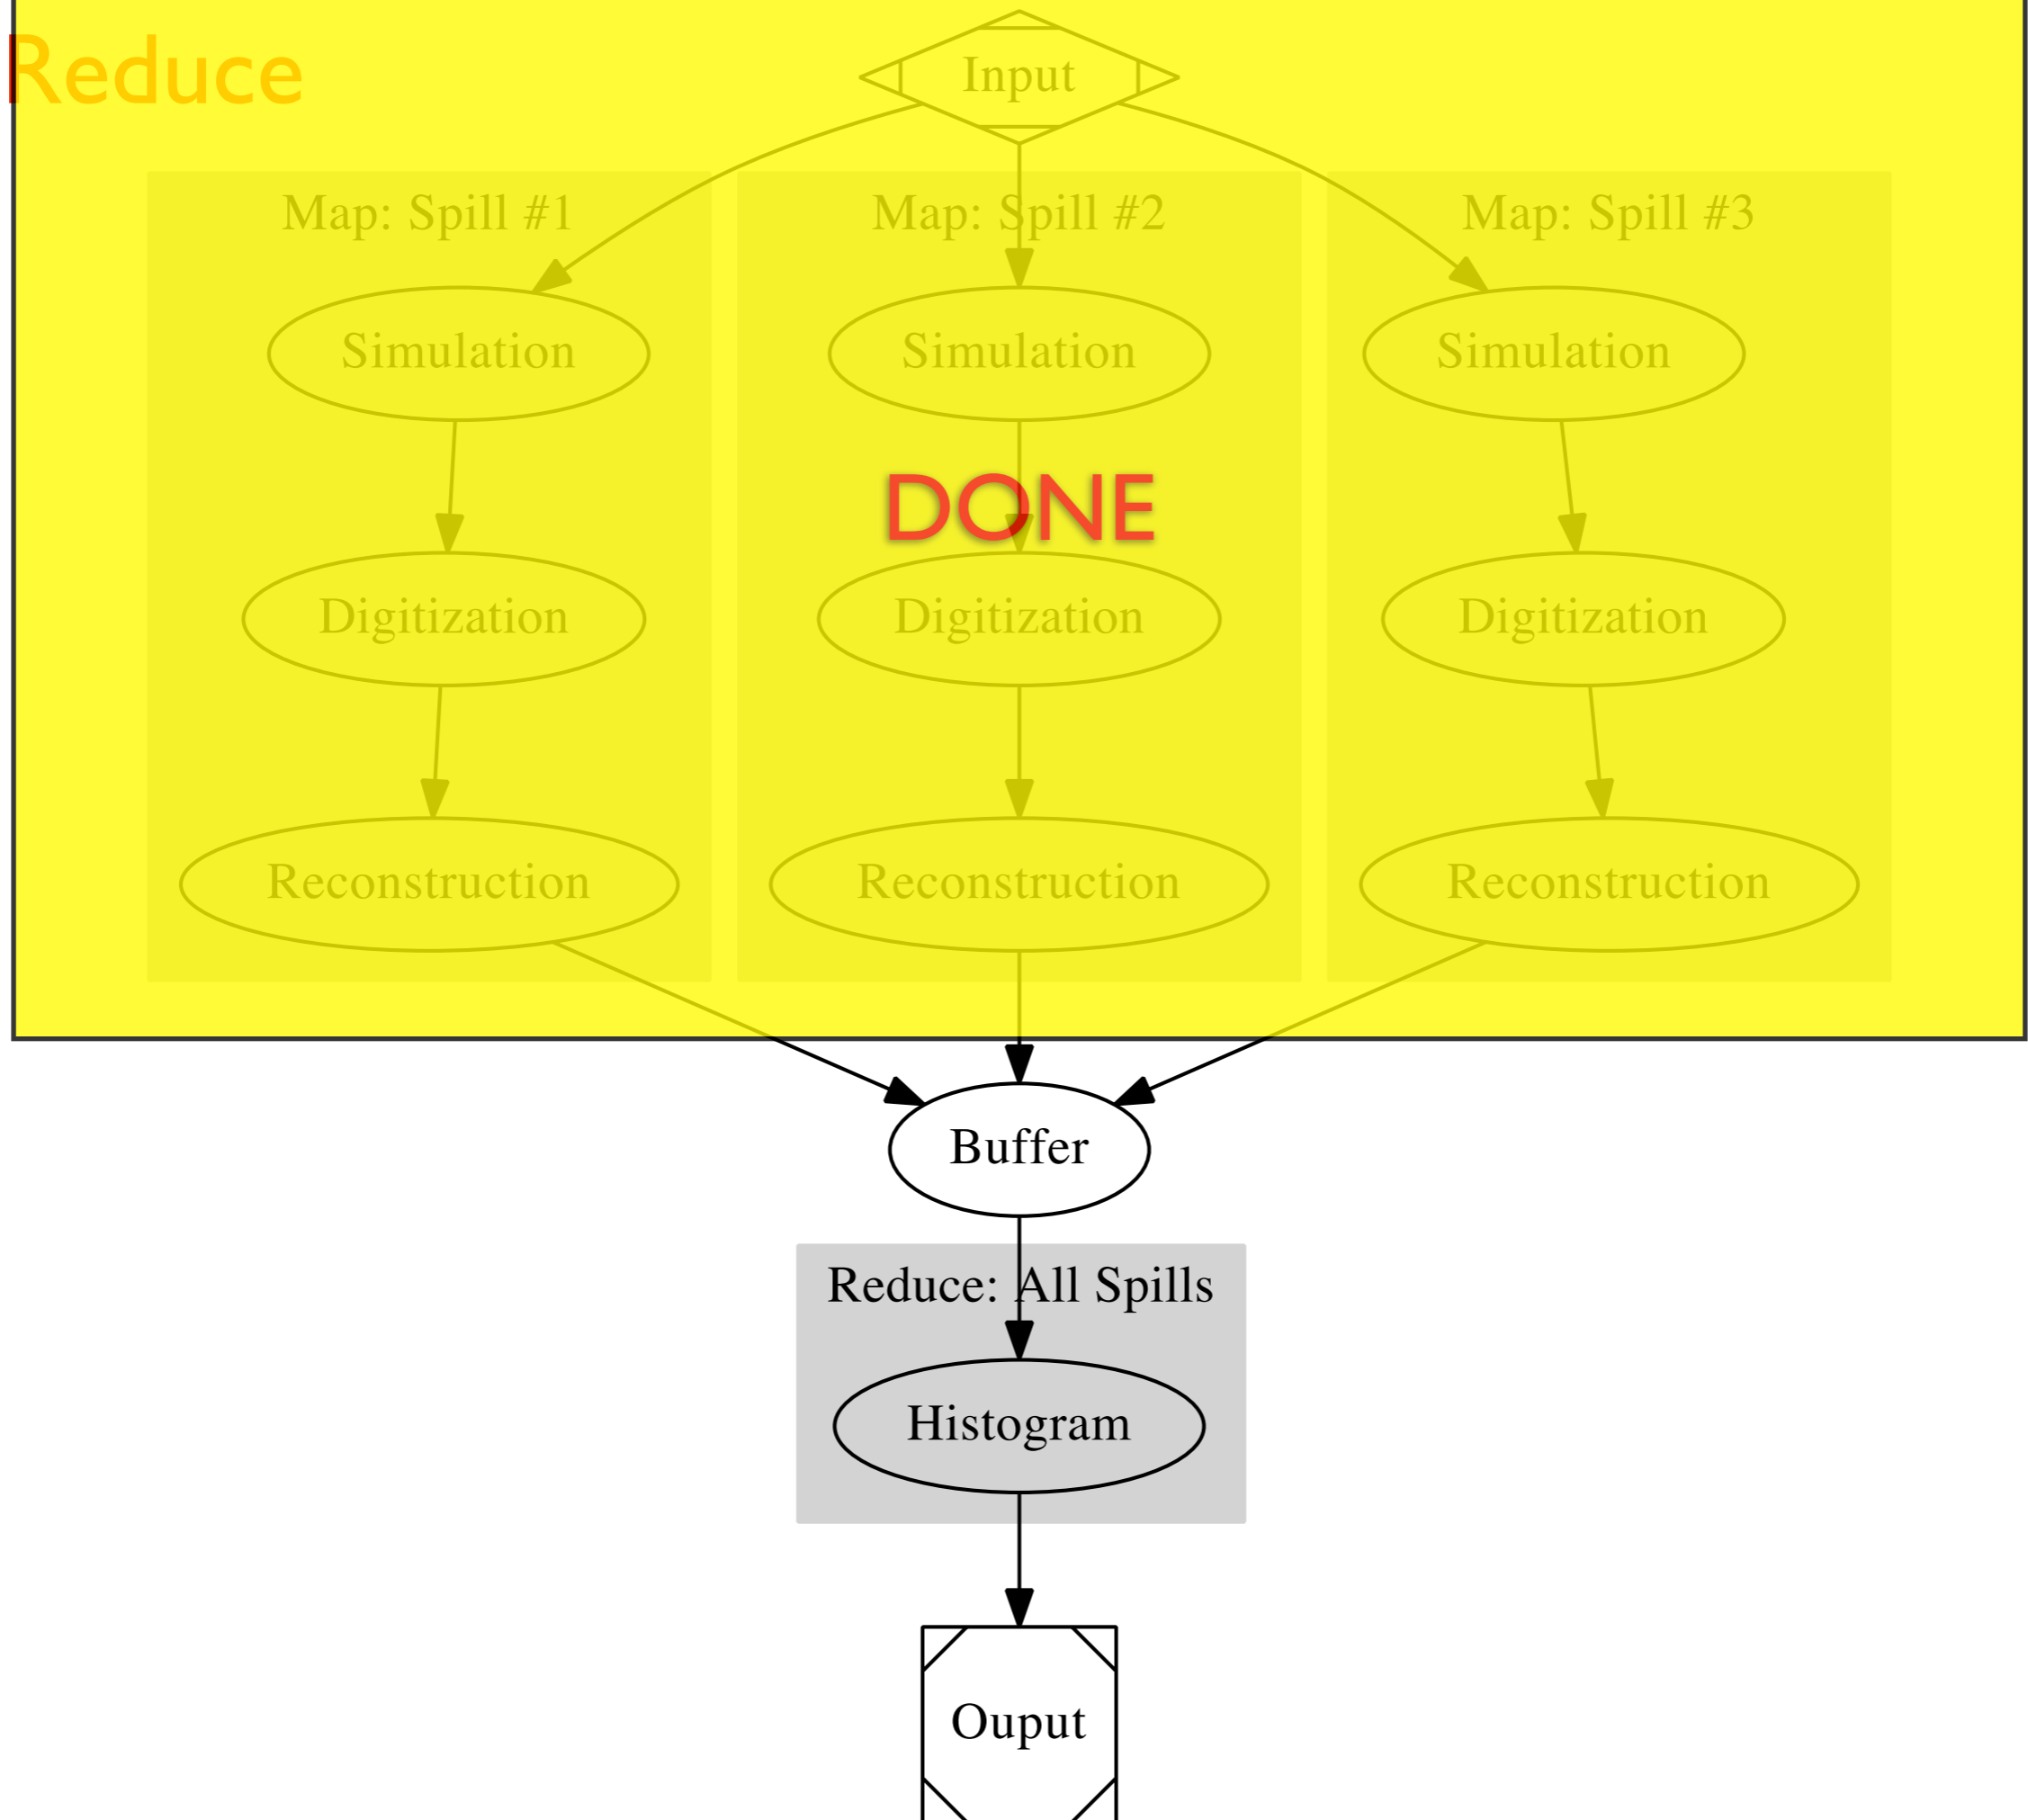 Reduce
Input
Map: Spill #1
Map: Spill #2
Map: Spill #3
Simulation
Simulation
Simulation
DONE
Digitization
Digitization
Digitization
Reconstruction
Reconstruction
Reconstruction
Buffer
Reduce: All Spills
Histogram
Ouput